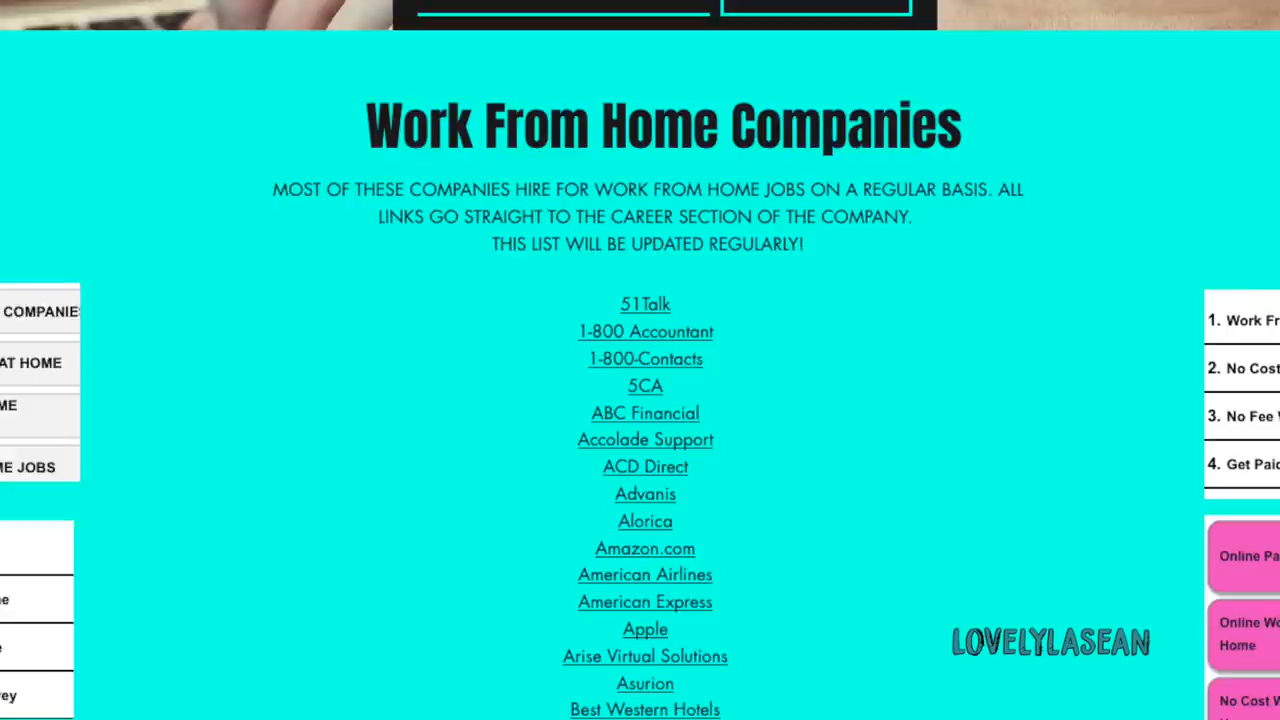 Work From Home Companies
MOST OF THESE COMPANIES HIRE FOR WORK FROM HOME JOBS ON A REGULAR BASIS. ALL
LINKS GO STRAIGHT TO THE CAREER SECTION OF THE COMPANY.
THIS LIST WILL BE UPDATED REGULARLY!
51Talk
1-800 Accountant
1-800-Contacts
5CA
ABC Financial
Accolade Support
ACD Direct
Advanis
Alorica
Amazon.com
American Airlines
American Express
Apple
Arise Virtual Solutions
Asurion
Best Western Hotels
COMPANIES
AT HOME
ME
ME JOBS
1. Work Fr
2. No Cost
3. No Fee
4. Get Paid
Online Pa
Online Wo
Home
No Cost W
LOVELYLASEAN